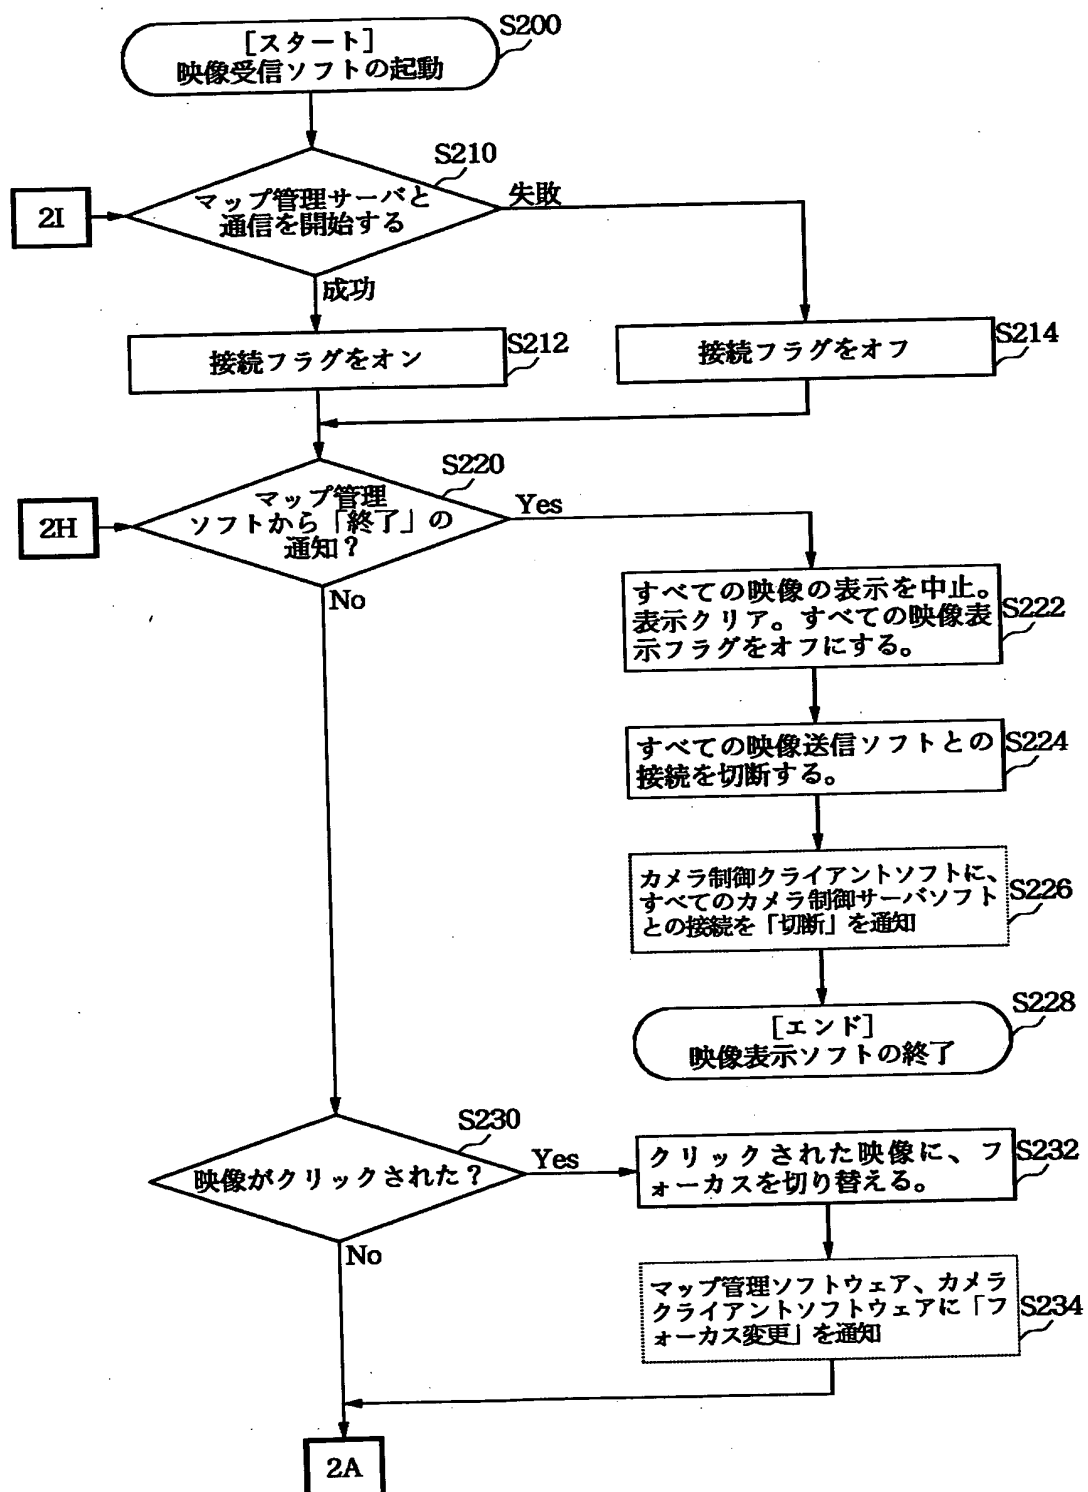 [スタート]
映像受信ソフトの起動
S200
マップ管理サーバと
通信を開始する
S210
2I
失敗
成功
接続フラグをオン
S212
接続フラグをオフ
S214
マップ管理
ソフトから「終了」の
通知？
S220
2H
Yes
No
すべての映像の表示を中止。
表示クリア。すべての映像表
示フラグをオフにする。
S222
すべての映像送信ソフトとの
接続を切断する。
S224
カメラ制御クライアントソフトに、
すべてのカメラ制御サーバソフト
との接続を「切断」を通知
S226
[エンド]
映像表示ソフトの終了
S228
映像がクリックされた？
S230
Yes
No
クリックされた映像に、フ
ォーカスを切り替える。
S232
マップ管理ソフトウェア、カメラ
クライアントソフトウェアに「フ
ォーカス変更」を通知
S234
2A